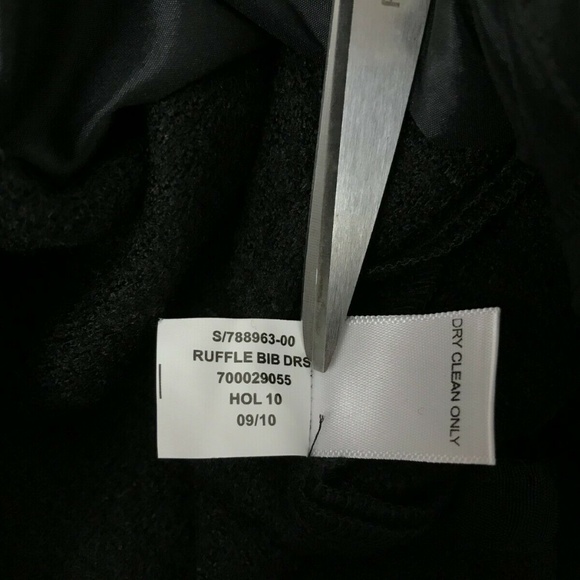 S/788963-00
RUFFLE BIB DRS
700029055
HOL 10
09/10
DRY CLEAN ONLY